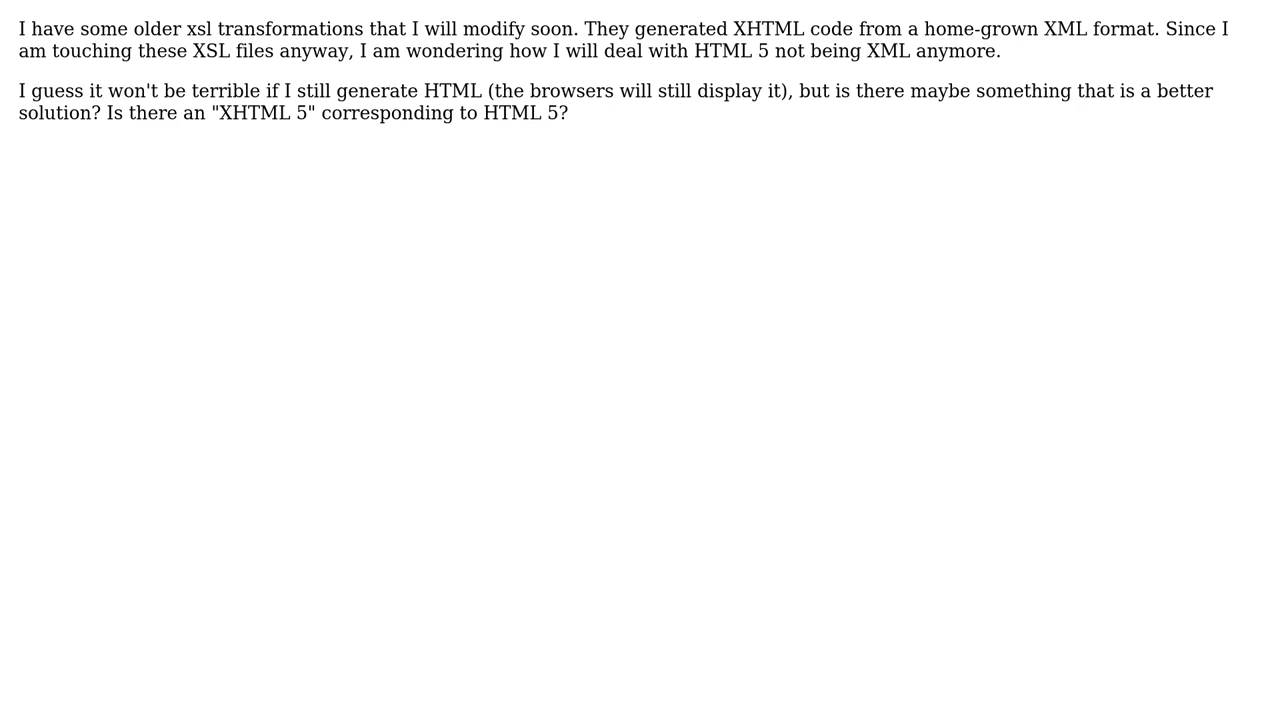 I have some older xsl transformations that I will modify soon. They generated XHTML code from a home-grown XML format. Since I
am touching these XSL files anyway, I am wondering how I will deal with HTML 5 not being XML anymore.
I guess it won't be terrible if I still generate HTML (the browsers will still display it), but is there maybe something that is a better
solution? Is there an "XHTML 5" corresponding to HTML 5?